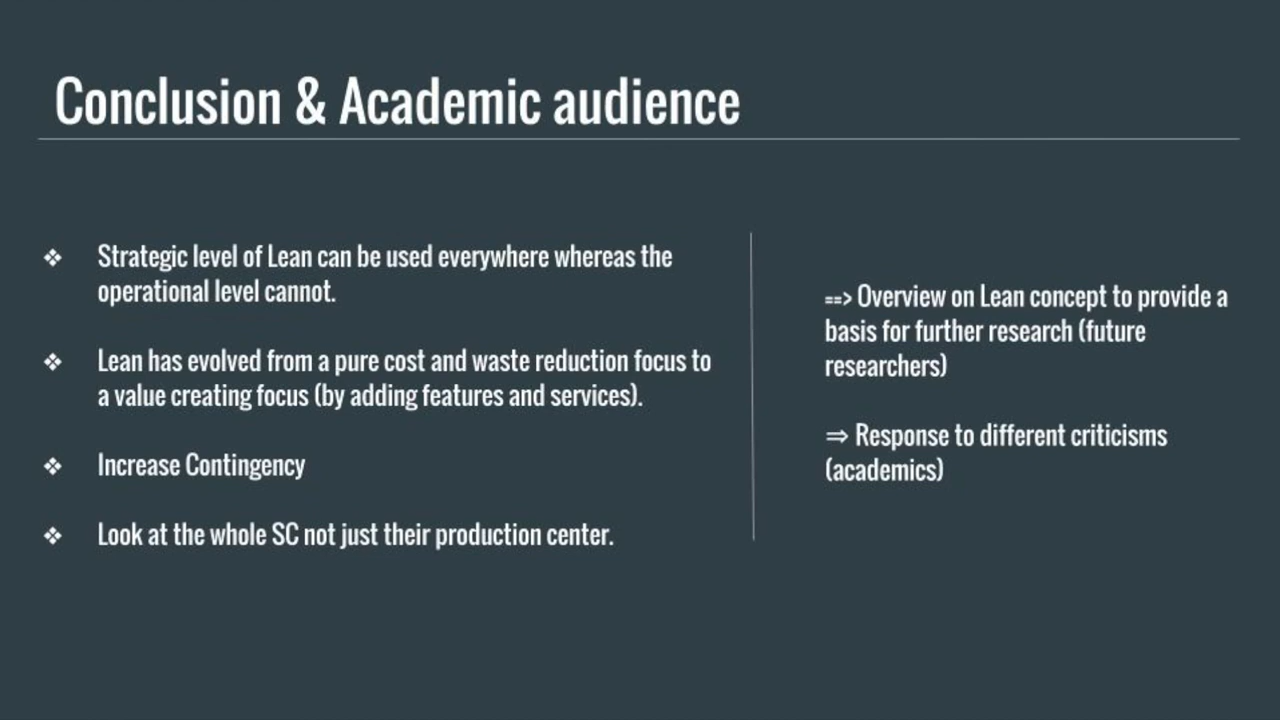 Conclusion & Academic audience
❖ Strategic level of Lean can be used everywhere whereas the
operational level cannot.
❖ Lean has evolved from a pure cost and waste reduction focus to
a value creating focus (by adding features and services).
❖ Increase Contingency
❖ Look at the whole SC not just their production center.
==> Overview on Lean concept to provide a
basis for further research (future
researchers)
⇒ Response to different criticisms
(academics)